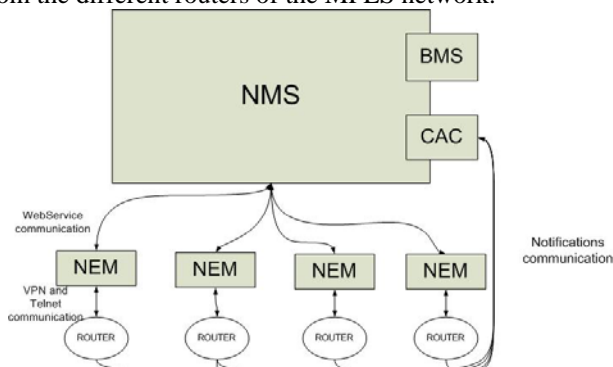 om the different routers of the MPLS network.
BMS
NMS
CAC
WebService
communication
Notifications
communication
NEM
NEM
NEM
NEM
VPN and
Telnet
communication
ROUTER
ROUTER
ROUTER
ROUTER